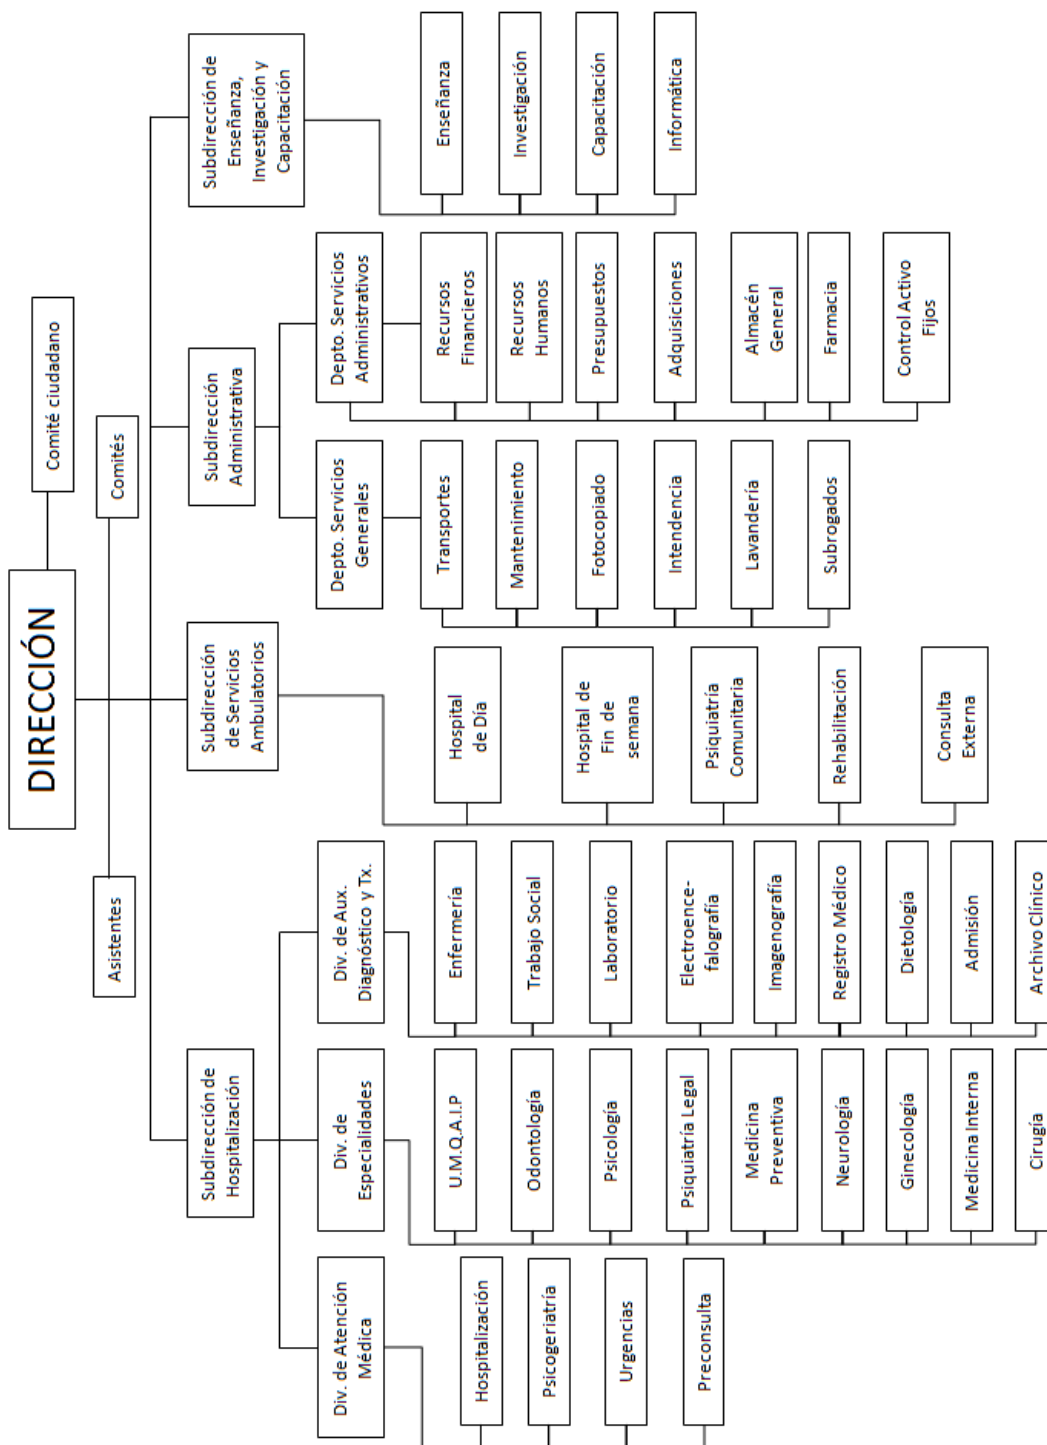 DIRECCIÓN
Comité ciudadano
Asistentes
Comités
Subdirección de
Hospitalización
Subdirección
de Servicios
Ambulatorios
Subdirección
Administrativa
Subdirección de
Enseñanza,
Investigación y
Capacitación
Div. de Atención
Médica
Div. de
Especialidades
Div. de Aux.
Diagnóstico y Tx.
Depto. Servicios
Generales
Depto. Servicios
Administrativos
Hospitalización
Psicogeriatría
Urgencias
Preconsulta
U.M.Q.A.I.P
Odontología
Psicología
Psiquiatría Legal
Medicina
Preventiva
Neurología
Ginecología
Medicina Interna
Cirugía
Enfermería
Trabajo Social
Laboratorio
Electroence-
falografía
Imagenografía
Registro Médico
Dietología
Admisión
Archivo Clínico
Hospital
de Día
Hospital de
Fin de
semana
Psiquiatría
Comunitaria
Rehabilitación
Consulta
Externa
Transportes
Mantenimiento
Fotocopiado
Intendencia
Lavandería
Subrogados
Recursos
Financieros
Recursos
Humanos
Presupuestos
Adquisiciones
Almacén
General
Farmacia
Control Activo
Fijos
Enseñanza
Investigación
Capacitación
Informática